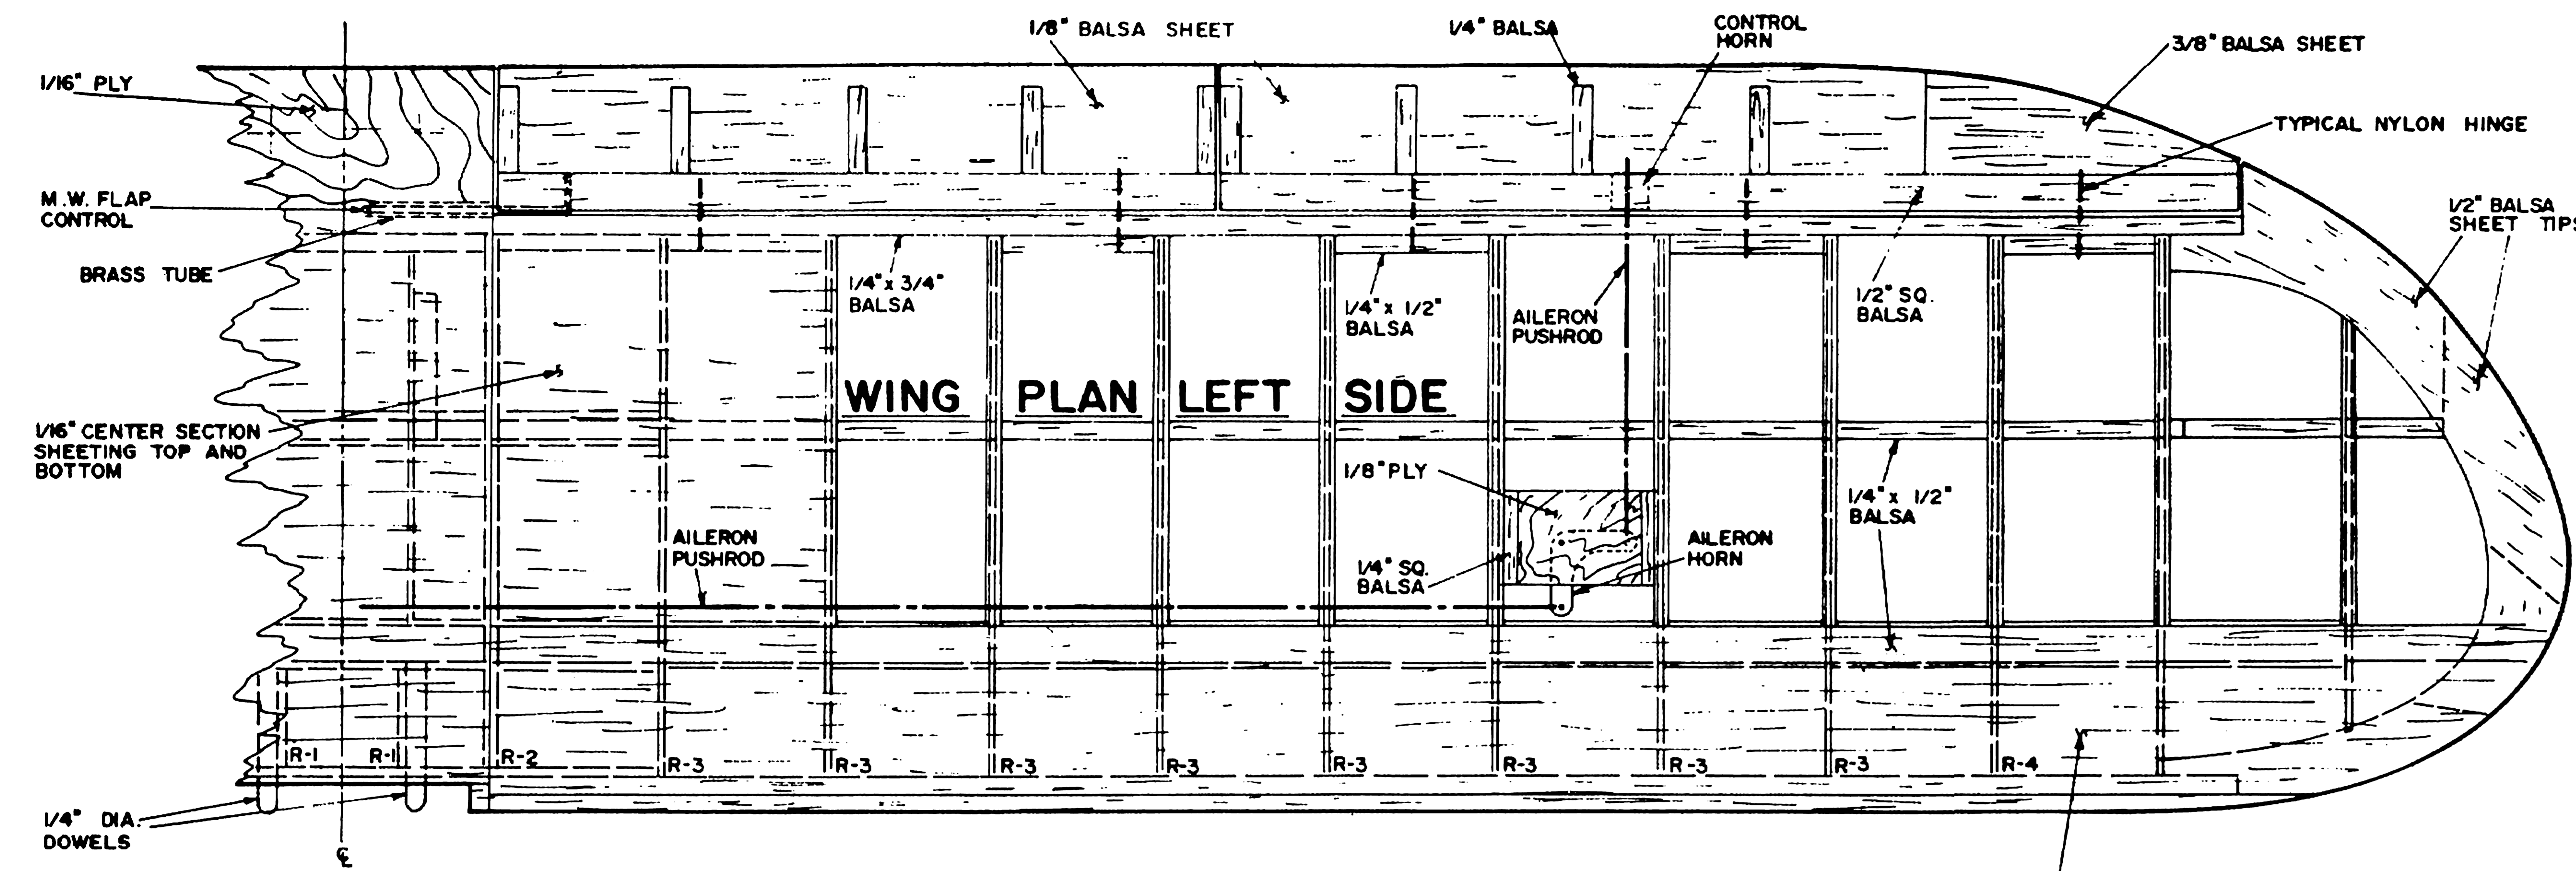 1/8" BALSA SHEET
1/4" BALSA
CONTROL
HORN
3/8" BALSA SHEET
1/16" PLY
TYPICAL NYLON HINGE
M.W. FLAP
CONTROL
1/2" BALSA
SHEET TIPS
BRASS TUBE
1/4" x 3/4"
BALSA
1/4" x 1/2"
BALSA
AILERON
PUSHROD
1/2" SQ.
BALSA
WING PLAN LEFT SIDE
1/16" CENTER SECTION
SHEETING TOP AND
BOTTOM
1/8" PLY
1/4" x 1/2"
BALSA
AILERON
PUSHROD
AILERON
HORN
1/4" SQ.
BALSA
R-1 R-1 R-2 R-3 R-3 R-3 R-3 R-3 R-3 R-3 R-3 R-4
1/4" DIA.
DOWELS
℄